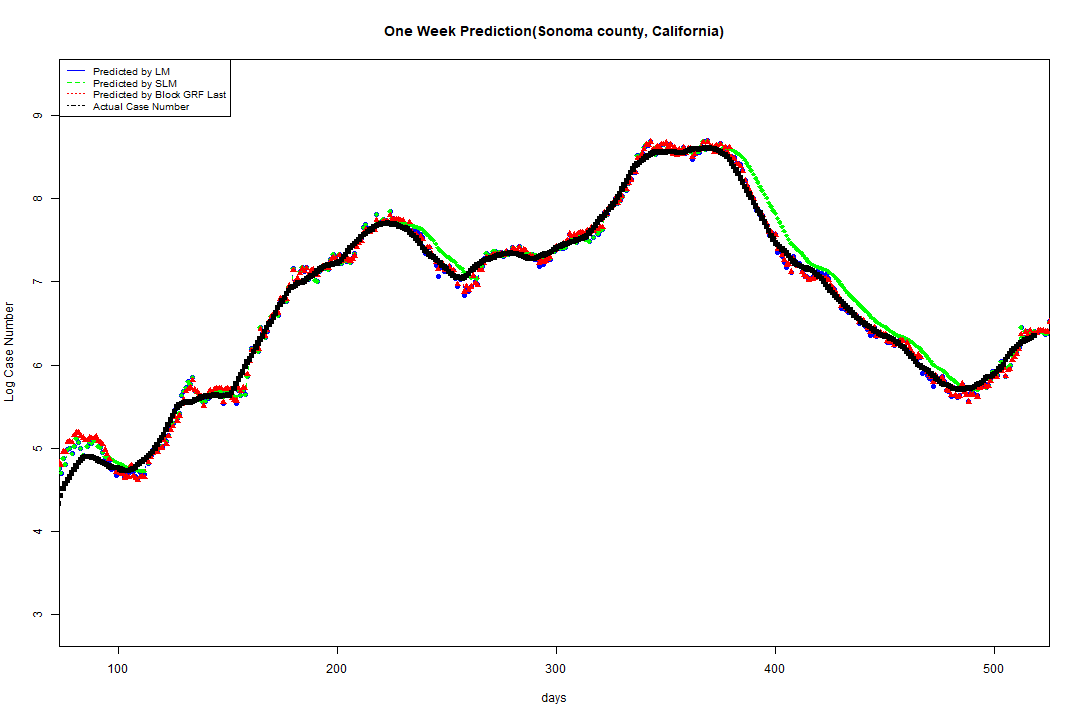 One Week Prediction(Sonoma county, California)
Predicted by LM
Predicted by SLM
Predicted by Block GRF Last
Actual Case Number
9
8
7
6
5
4
3
Log Case Number
100 200 300 400 500
days